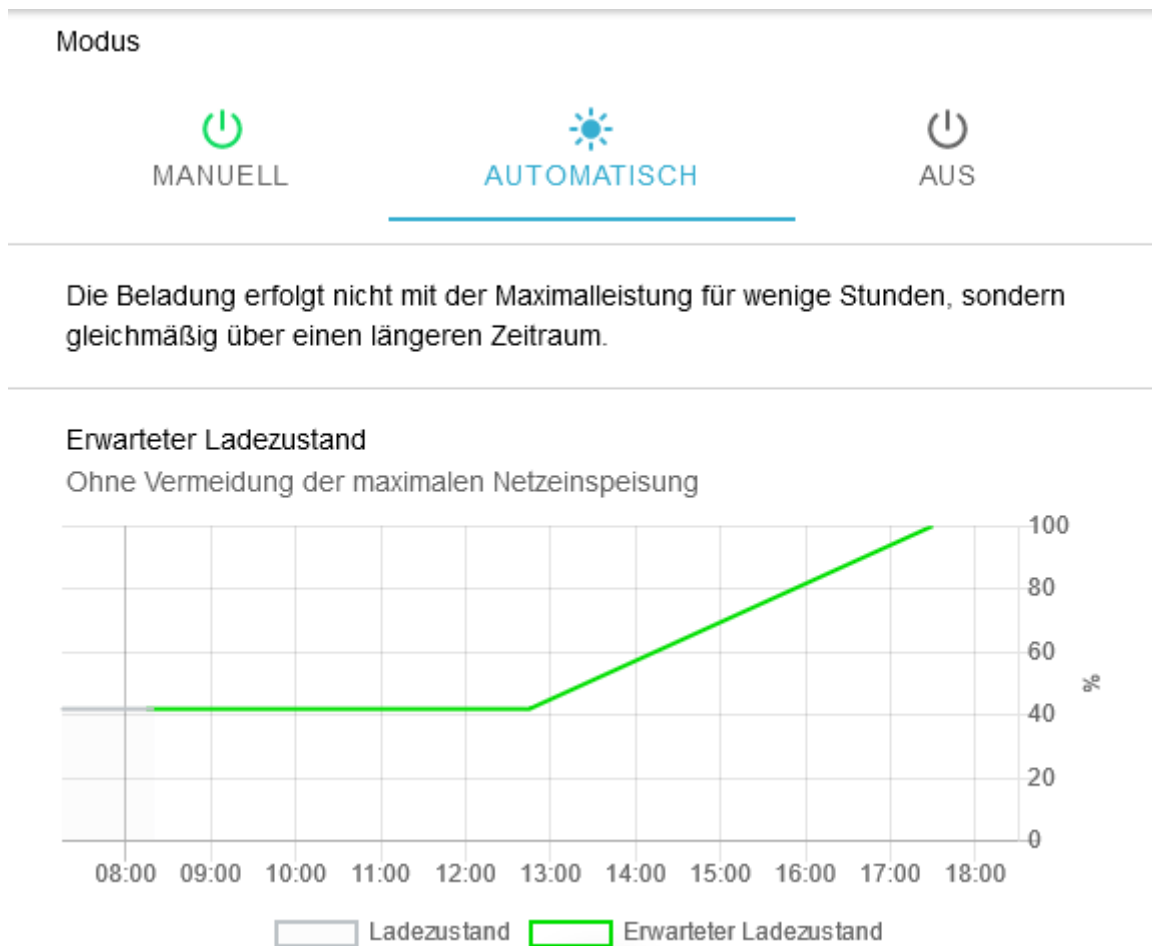 Modus
MANUELL AUTOMATISCH AUS
Die Beladung erfolgt nicht mit der Maximalleistung für wenige Stunden, sondern
gleichmäßig über einen längeren Zeitraum.
Erwarteter Ladezustand
Ohne Vermeidung der maximalen Netzeinspeisung
100
80
60
%
40
20
0
08:00 09:00 10:00 11:00 12:00 13:00 14:00 15:00 16:00 17:00 18:00
Ladezustand Erwarteter Ladezustand